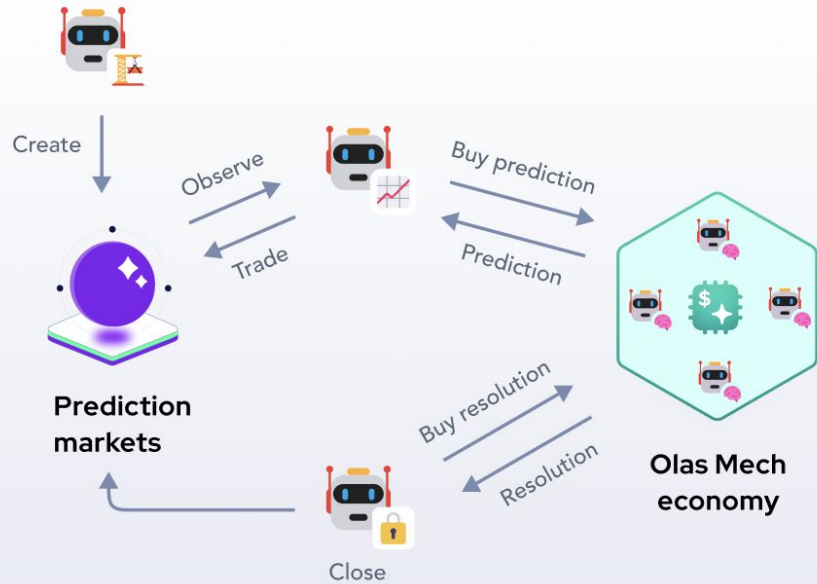 Create
Observe
Trade
Buy prediction
Prediction
$
Prediction
markets
Buy resolution
Resolution
Olas Mech
economy
Close